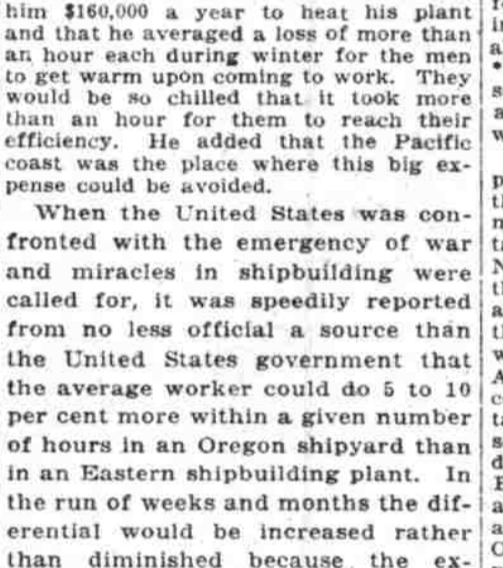 him $160,000 a year to heat his plant
and that he averaged a loss of more than
an hour each during winter for the men
to get warm upon coming to work. They
would be so chilled that it took more
than an hour for them to reach their
efficiency. He added that the Pacific
coast was the place where this big ex-
pense could be avoided.
When the United States was con-
fronted with the emergency of war
and miracles in shipbuilding were
called for, it was speedily reported
from no less official a source than
the United States government that
the average worker could do 5 to 10
per cent more within a given number
of hours in an Oregon shipyard than
in an Eastern shipbuilding plant. In
the run of weeks and months the dif-
erential would be increased rather
than diminished because the ex-